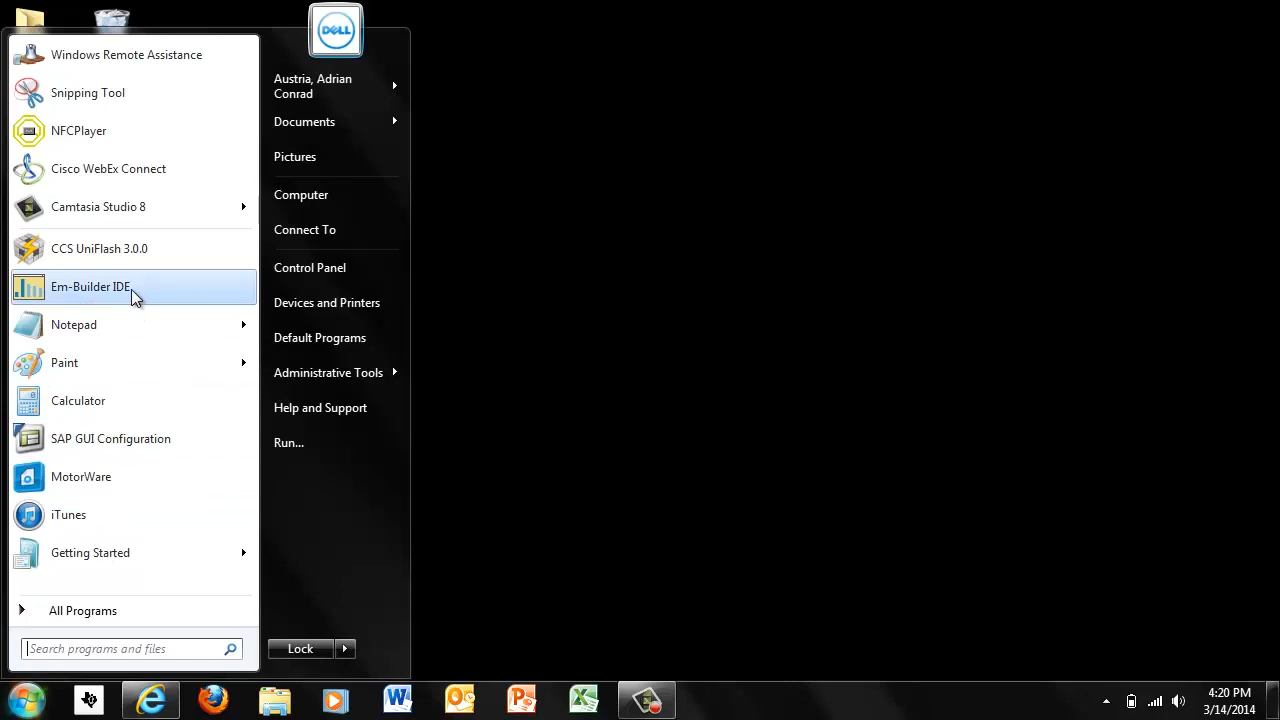 Windows Remote Assistance
Snipping Tool
NFCPlayer
Cisco WebEx Connect
Camtasia Studio 8
CCS UniFlash 3.0.0
Em-Builder IDE
Notepad
Paint
Calculator
SAP GUI Configuration
MotorWare
iTunes
Getting Started
All Programs
Search programs and files
DELL
Austria, Adrian
Conrad
Documents
Pictures
Computer
Connect To
Control Panel
Devices and Printers
Default Programs
Administrative Tools
Help and Support
Run...
Lock
4:20 PM
3/14/2014